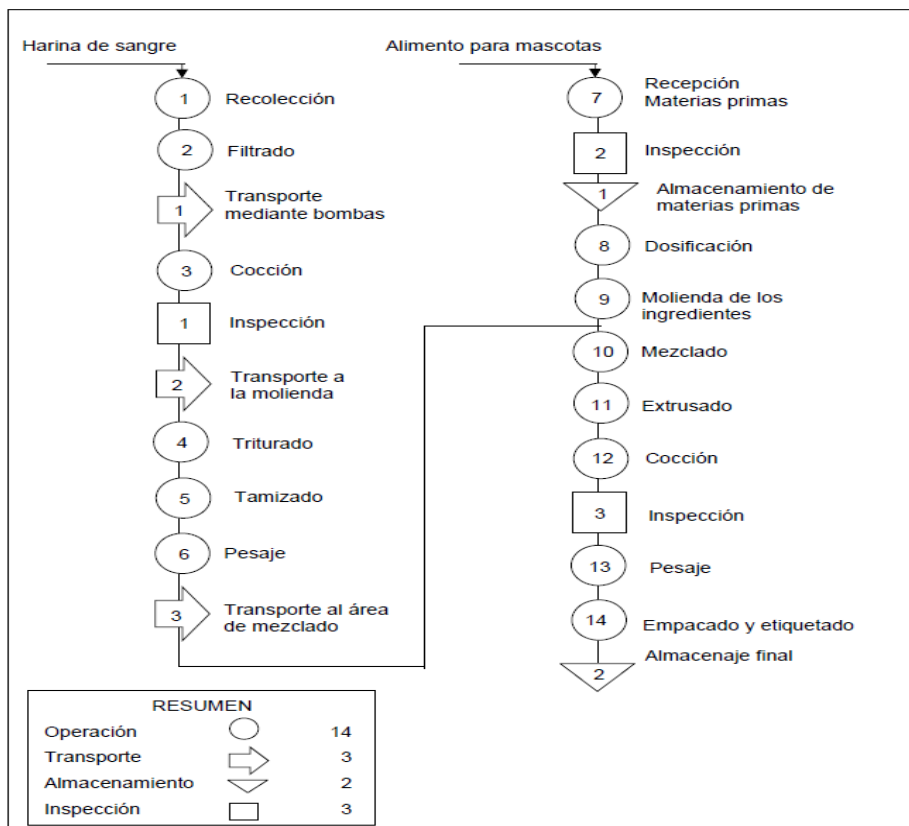 Harina de sangre
1 Recolección
2 Filtrado
1 Transporte
mediante bombas
3 Cocción
1 Inspección
2 Transporte a
la molienda
4 Triturado
5 Tamizado
6 Pesaje
3 Transporte al área
de mezclado
Alimento para mascotas
7 Recepción
Materias primas
2 Inspección
1 Almacenamiento de
materias primas
8 Dosificación
9 Molienda de los
ingredientes
10 Mezclado
11 Extrusado
12 Cocción
3 Inspección
13 Pesaje
14 Empacado y etiquetado
Almacenaje final
2
RESUMEN
Operación 14
Transporte 3
Almacenamiento 2
Inspección 3